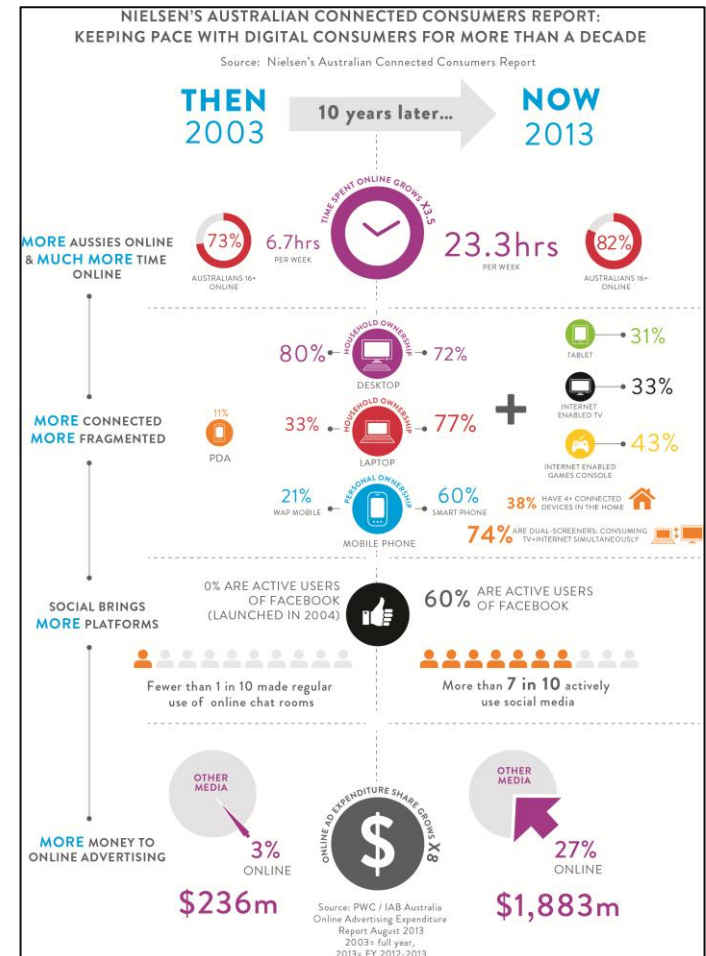 NIELSEN'S AUSTRALIAN CONNECTED CONSUMERS REPORT:
KEEPING PACE WITH DIGITAL CONSUMERS FOR MORE THAN A DECADE
Source: Nielsen's Australian Connected Consumers Report
THEN
2003
10 years later...
NOW
2013
MORE AUSSIES ONLINE
& MUCH MORE TIME
ONLINE
73%
AUSTRALIANS 16+
ONLINE
6.7hrs
PER WEEK
TIME SPENT ONLINE GROWS X3.5
23.3hrs
PER WEEK
82%
AUSTRALIANS 16+
ONLINE
MORE CONNECTED
MORE FRAGMENTED
11%
PDA
80%
HOUSEHOLD OWNERSHIP
72%
DESKTOP
33%
HOUSEHOLD OWNERSHIP
77%
LAPTOP
21%
WAP MOBILE
PERSONAL OWNERSHIP
60%
SMART PHONE
MOBILE PHONE
+
31%
TABLET
33%
INTERNET
ENABLED TV
43%
INTERNET ENABLED
GAMES CONSOLE
38% HAVE 4+ CONNECTED
DEVICES IN THE HOME
74% ARE DUAL-SCREENERS: CONSUMING
TV+INTERNET SIMULTANEOUSLY
SOCIAL BRINGS
MORE PLATFORMS
0% ARE ACTIVE USERS
OF FACEBOOK
(LAUNCHED IN 2004)
60% ARE ACTIVE USERS
OF FACEBOOK
Fewer than 1 in 10 made regular
use of online chat rooms
More than 7 in 10 actively
use social media
MORE MONEY TO
ONLINE ADVERTISING
OTHER
MEDIA
3%
ONLINE
$236m
ONLINE AD EXPENDITURE SHARE GROWS X8
$
OTHER
MEDIA
27%
ONLINE
$1,883m
Source: PWC / IAB Australia
Online Advertising Expenditure
Report August 2013
2003= full year,
2013= FY 2012-2013